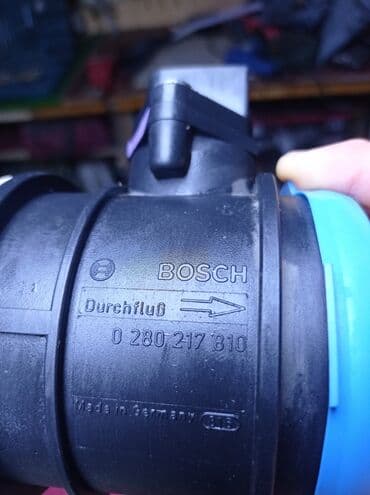 BOSCH
Durchfluß
0 280 217 810
Made in Germany